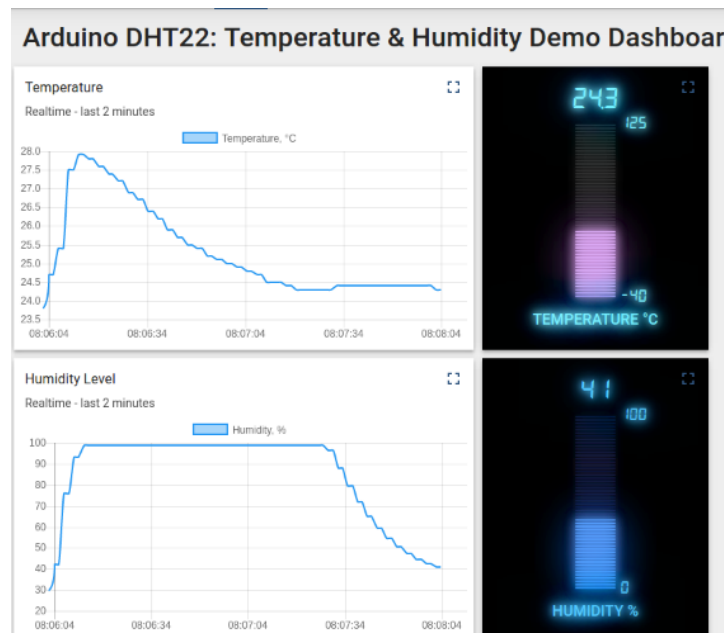 Arduino DHT22: Temperature & Humidity Demo Dashboar
Temperature
Realtime - last 2 minutes
Temperature, °C
28.0
27.5
27.0
26.5
26.0
25.5
25.0
24.5
24.0
23.5
08:06:04 08:06:34 08:07:04 08:07:34 08:08:04
24.3
125
-40
TEMPERATURE °C
Humidity Level
Realtime - last 2 minutes
Humidity, %
100
90
80
70
60
50
40
30
20
08:06:04 08:06:34 08:07:04 08:07:34 08:08:04
41
100
0
HUMIDITY %